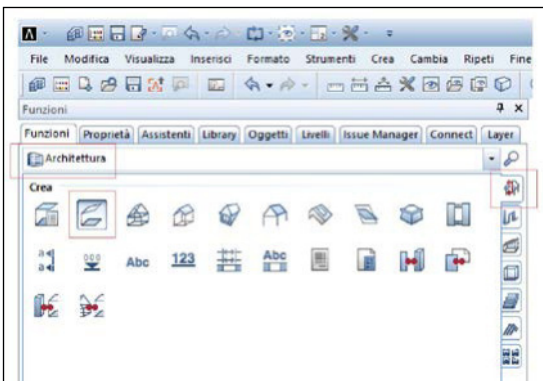 File Modifica Visualizza Inserisci Formato Strumenti Crea Cambia Ripeti Fine
Funzioni
Funzioni Proprietà Assistenti Library Oggetti Livelli Issue Manager Connect Layer
Architettura
Crea
a a
Abc 123 Abc